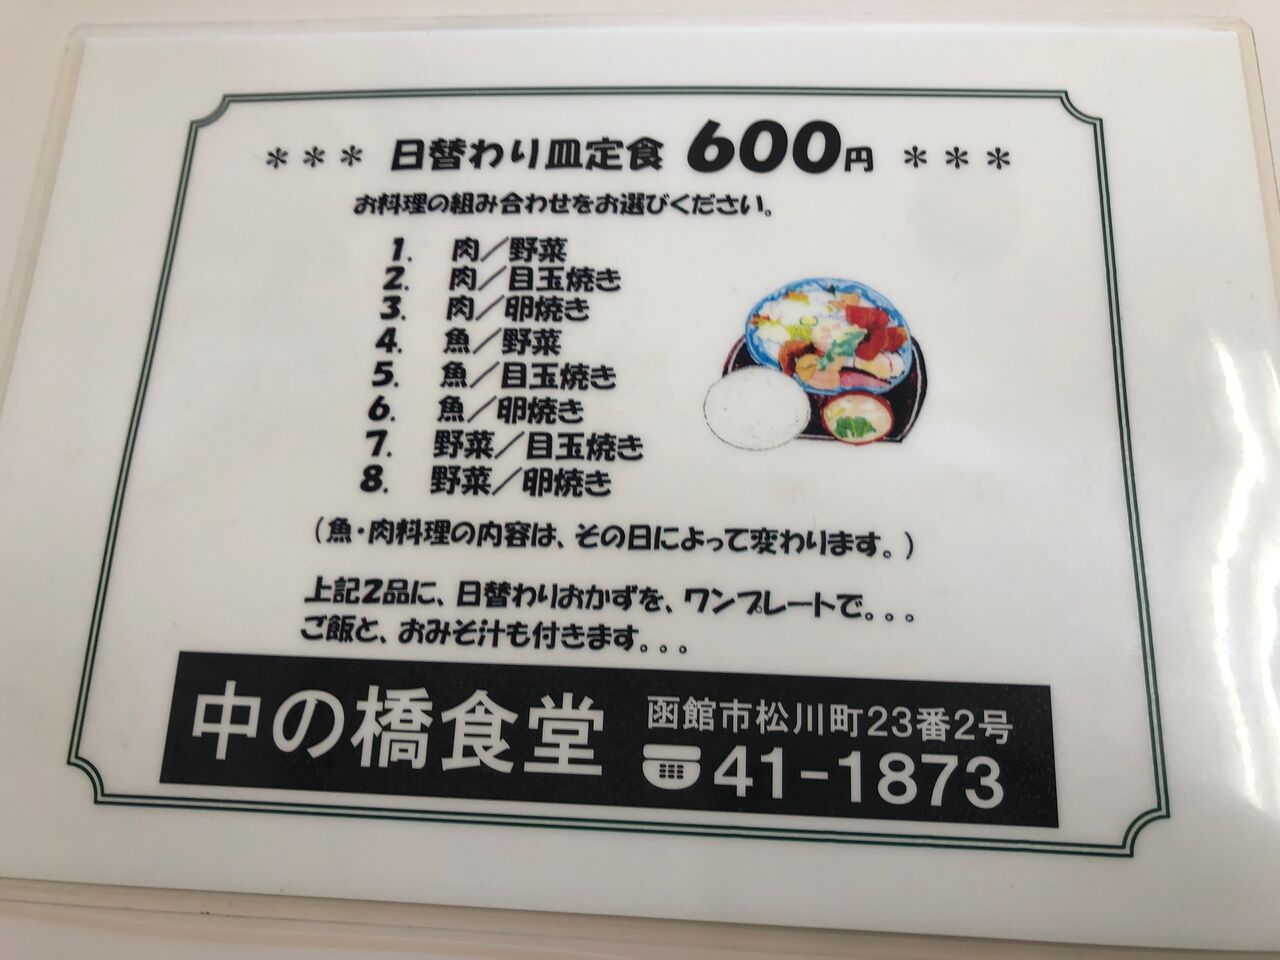 ＊＊＊ 日替わり皿定食 600円 ＊＊＊
お料理の組み合わせをお選びください。
1. 肉／野菜
2. 肉／目玉焼き
3. 肉／卵焼き
4. 魚／野菜
5. 魚／目玉焼き
6. 魚／卵焼き
7. 野菜／目玉焼き
8. 野菜／卵焼き
（魚・肉料理の内容は、その日によって変わります。）
上記2品に、日替わりおかずを、ワンプレートで。。。
ご飯と、おみそ汁も付きます。。。
中の橋食堂
函館市松川町23番2号
41-1873